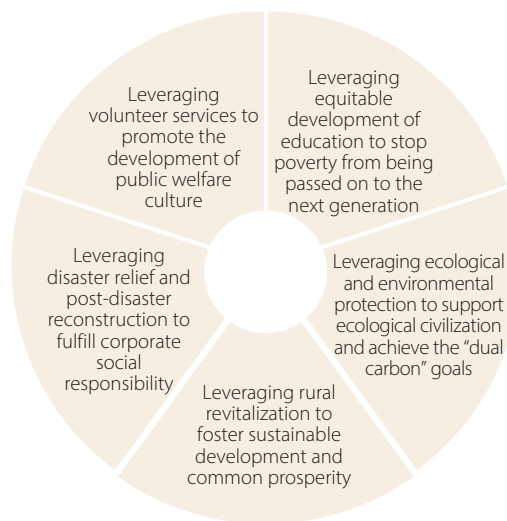 Leveraging
volunteer services to
promote the
development of
public welfare
culture
Leveraging
equitable
development of
education to stop
poverty from being
passed on to the
next generation
Leveraging ecological
and environmental
protection to support
ecological civilization
and achieve the “dual
carbon” goals
Leveraging rural
revitalization to
foster sustainable
development and
common prosperity
Leveraging
disaster relief and
post-disaster
reconstruction to
fulfill corporate
social
responsibility